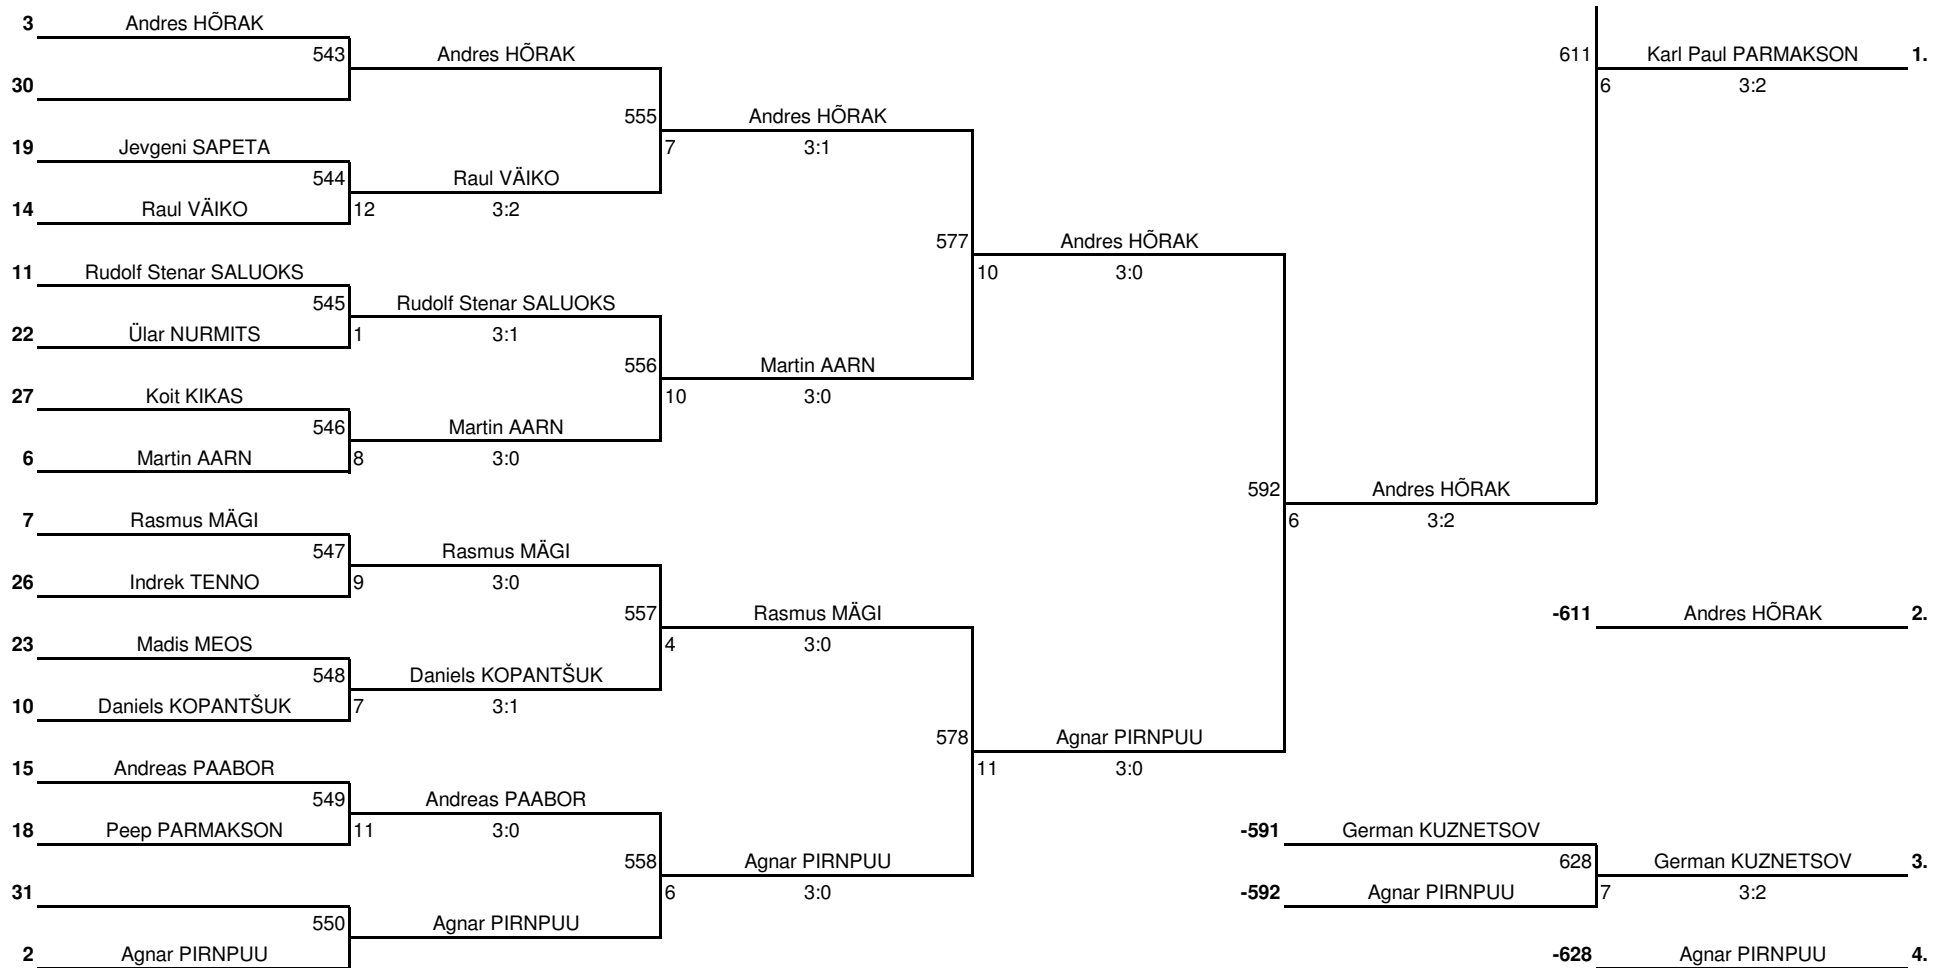 3 Andres HÕRAK
543 Andres HÕRAK 611 Karl Paul PARMAKSON 1.
30 6 3:2
555 Andres HÕRAK
19 Jevgeni SAPETA 7 3:1
544 Raul VÄIKO
14 Raul VÄIKO 12 3:2
577 Andres HÕRAK
11 Rudolf Stenar SALUOKS 10 3:0
545 Rudolf Stenar SALUOKS
22 Ülar NURMITS 1 3:1
556 Martin AARN
27 Koit KIKAS 10 3:0
546 Martin AARN
6 Martin AARN 8 3:0
592 Andres HÕRAK
7 Rasmus MÄGI 6 3:2
547 Rasmus MÄGI
26 Indrek TENNO 9 3:0
557 Rasmus MÄGI -611 Andres HÕRAK 2.
23 Madis MEOS 4 3:0
548 Daniels KOPANTŠUK
10 Daniels KOPANTŠUK 7 3:1
578 Agnar PIRNPUU
15 Andreas PAABOR 11 3:0
549 Andreas PAABOR
18 Peep PARMAKSON 11 3:0 -591 German KUZNETSOV
558 Agnar PIRNPUU 628 German KUZNETSOV 3.
31 6 3:0 -592 Agnar PIRNPUU 7 3:2
550 Agnar PIRNPUU
2 Agnar PIRNPUU -628 Agnar PIRNPUU 4.